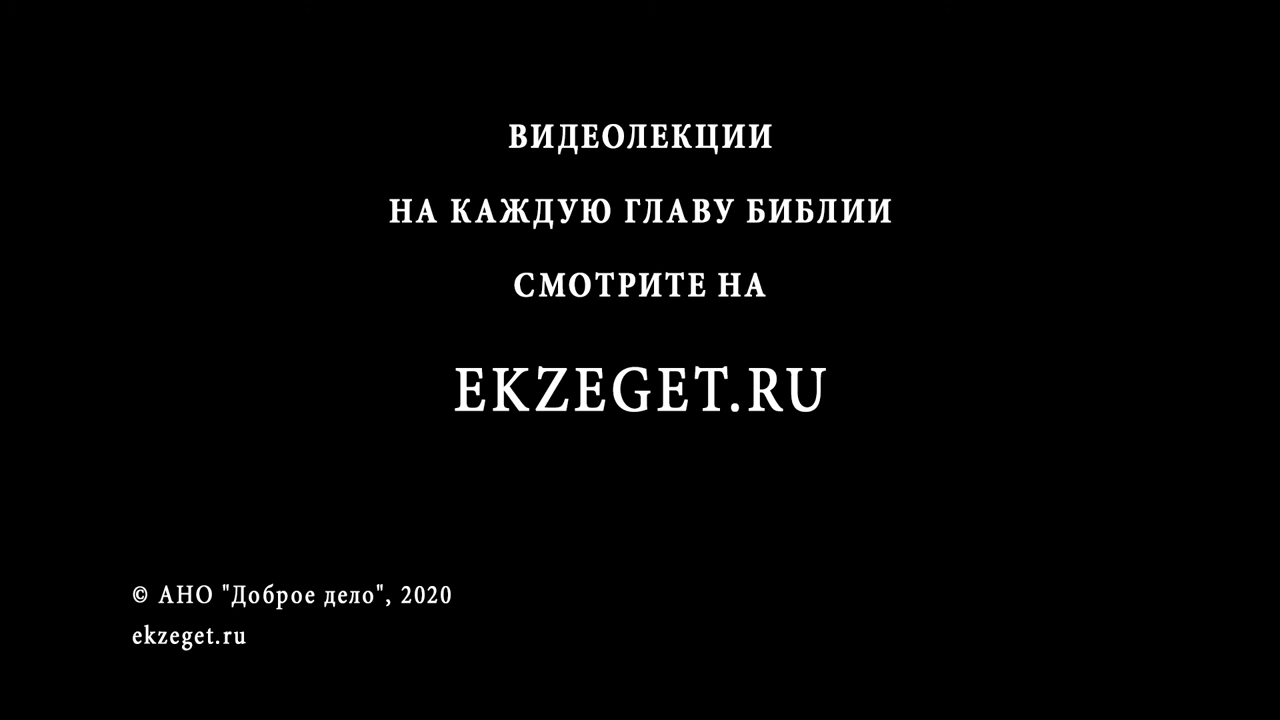 ВИДЕОЛЕКЦИИ
НА КАЖДУЮ ГЛАВУ БИБЛИИ
СМОТРИТЕ НА
EKZEGET.RU
© АНО "Доброе дело", 2020
ekzeget.ru